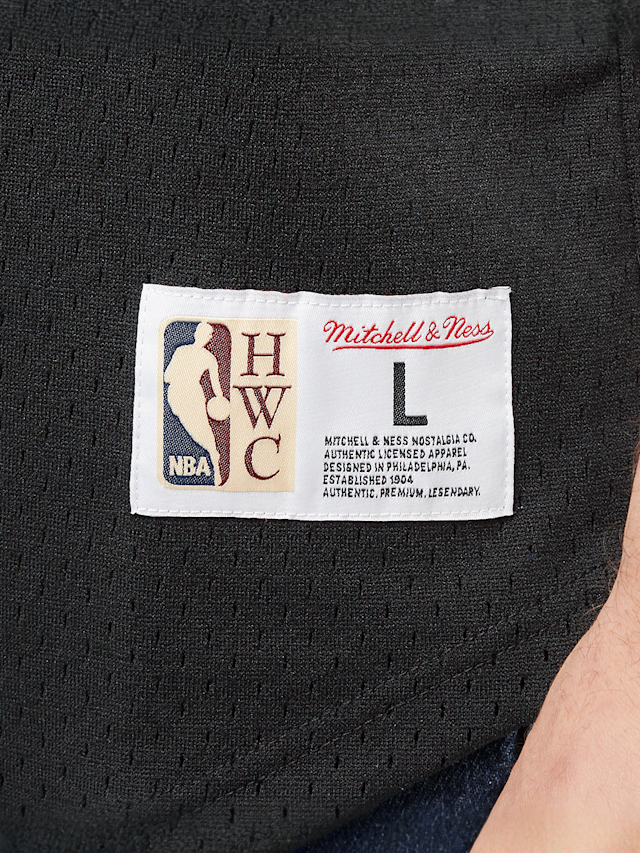 NBA
H
W
C
Mitchell & Ness
L
MITCHELL & NESS NOSTALGIA CO.
AUTHENTIC LICENSED APPAREL
DESIGNED IN PHILADELPHIA, PA.
ESTABLISHED 1904
AUTHENTIC, PREMIUM, LEGENDARY.